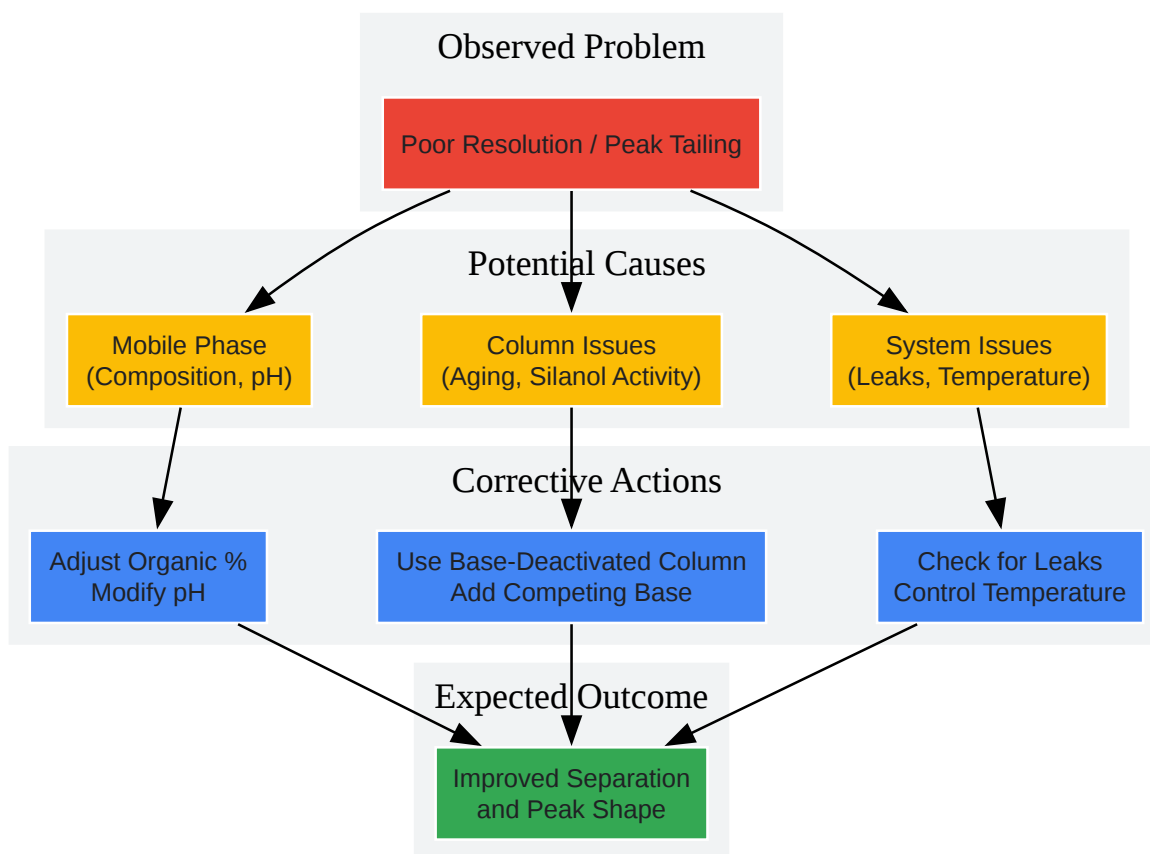 Observed Problem
Poor Resolution / Peak Tailing
Potential Causes
Mobile Phase
(Composition, pH)
Column Issues
(Aging, Silanol Activity)
System Issues
(Leaks, Temperature)
Corrective Actions
Adjust Organic %
Modify pH
Use Base-Deactivated Column
Add Competing Base
Check for Leaks
Control Temperature
Expected Outcome
Improved Separation
and Peak Shape